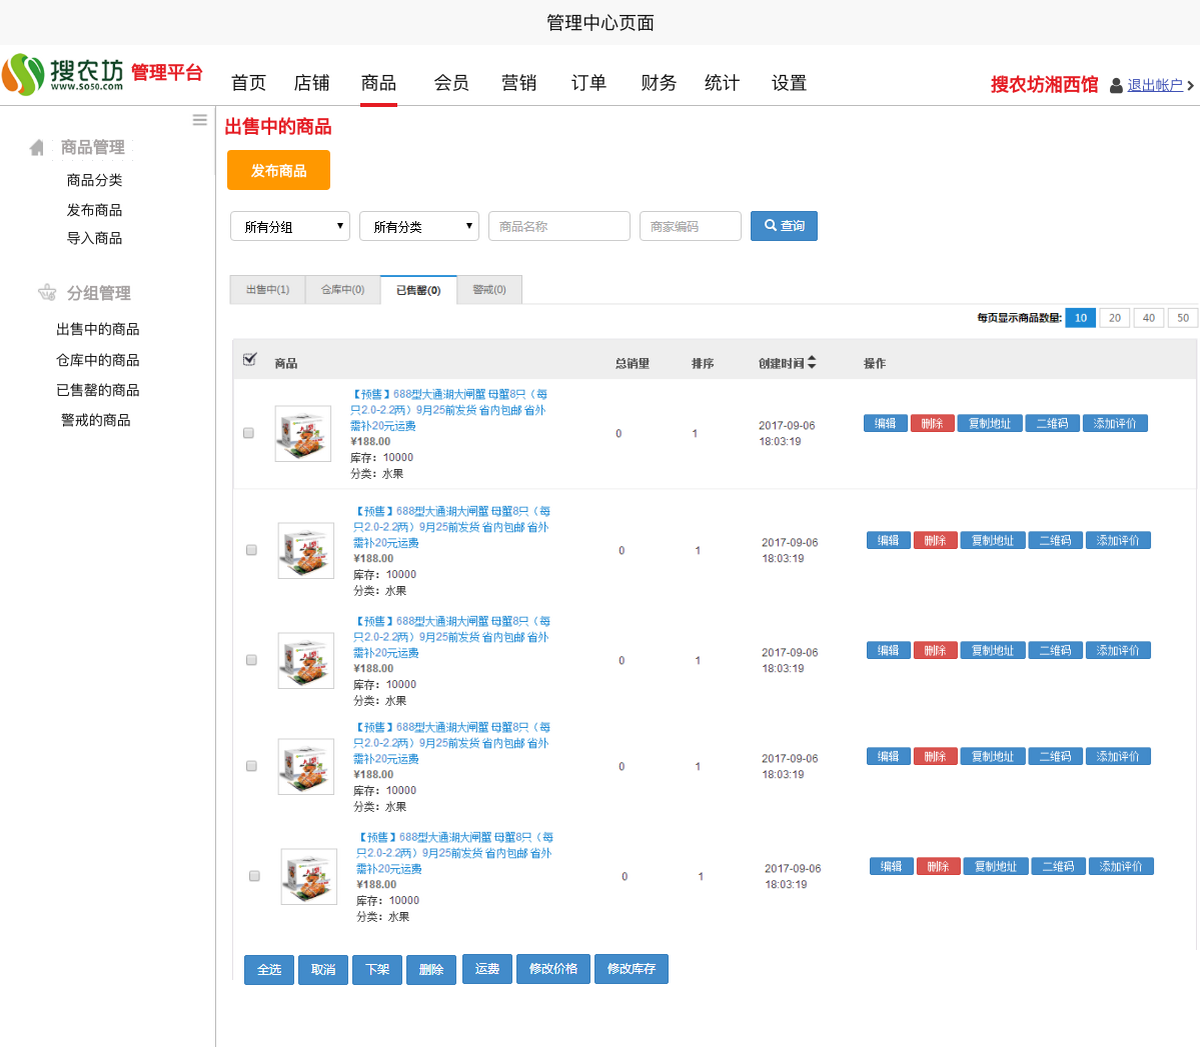 管理中心页面
搜农坊 管理平台
www.so50.com
首页 店铺 商品 会员 营销 订单 财务 统计 设置
搜农坊湘西馆 退出帐户
商品管理
商品分类
发布商品
导入商品
分组管理
出售中的商品
仓库中的商品
已售罄的商品
警戒的商品
出售中的商品
发布商品
所有分组 所有分类 商品名称 商家编码 查询
出售中(1) 仓库中(0) 已售罄(0) 警戒(0)
每页显示商品数量: 10 20 40 50
商品 总销量 排序 创建时间 操作
【预售】688型大通湖大闸蟹 母蟹8只（每
只2.0-2.2两）9月25前发货 省内包邮 省外
需补20元运费
¥188.00
库存：10000
分类：水果
0 1 2017-09-06
18:03:19
编辑 删除 复制地址 二维码 添加评价
【预售】688型大通湖大闸蟹 母蟹8只（每
只2.0-2.2两）9月25前发货 省内包邮 省外
需补20元运费
¥188.00
库存：10000
分类：水果
0 1 2017-09-06
18:03:19
编辑 删除 复制地址 二维码 添加评价
【预售】688型大通湖大闸蟹 母蟹8只（每
只2.0-2.2两）9月25前发货 省内包邮 省外
需补20元运费
¥188.00
库存：10000
分类：水果
0 1 2017-09-06
18:03:19
编辑 删除 复制地址 二维码 添加评价
【预售】688型大通湖大闸蟹 母蟹8只（每
只2.0-2.2两）9月25前发货 省内包邮 省外
需补20元运费
¥188.00
库存：10000
分类：水果
0 1 2017-09-06
18:03:19
编辑 删除 复制地址 二维码 添加评价
【预售】688型大通湖大闸蟹 母蟹8只（每
只2.0-2.2两）9月25前发货 省内包邮 省外
需补20元运费
¥188.00
库存：10000
分类：水果
0 1 2017-09-06
18:03:19
编辑 删除 复制地址 二维码 添加评价
全选 取消 下架 删除 运费 修改价格 修改库存